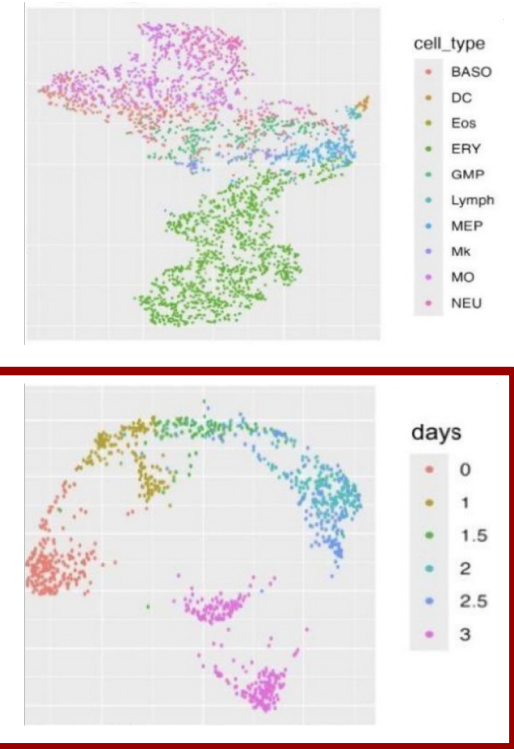 cell_type
BASO
DC
Eos
ERY
GMP
Lymph
MEP
Mk
MO
NEU
days
0
1
1.5
2
2.5
3